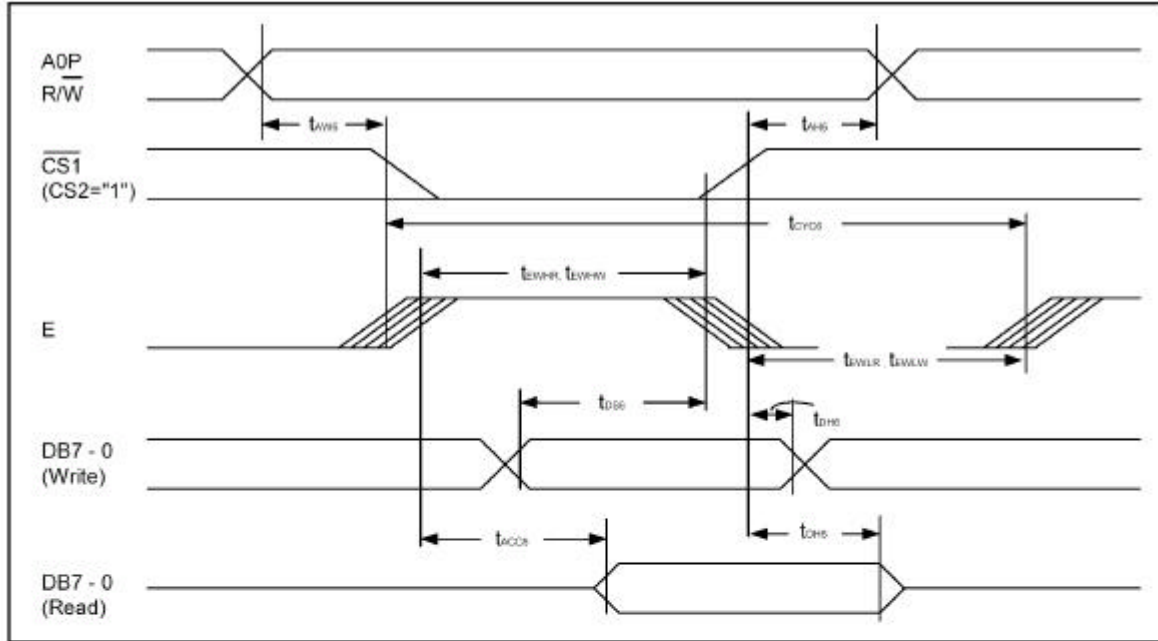 A0P
R/W
tAW6
tAH6
CS1
(CS2="1")
tCYC6
tEWHR, tEWHW
E
tEWLR, tEWLW
tDS6
tDH6
DB7 - 0
(Write)
tACC6
tOH6
DB7 - 0
(Read)